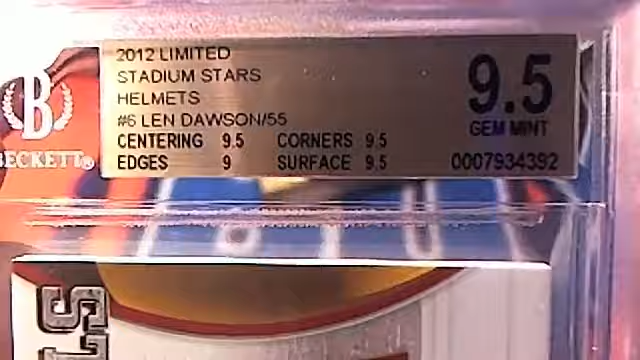 2012 LIMITED
STADIUM STARS
HELMETS
#6 LEN DAWSON/55
CENTERING 9.5 CORNERS 9.5
EDGES 9 SURFACE 9.5
9.5
GEM MINT
0007934392
B
BECKETT®